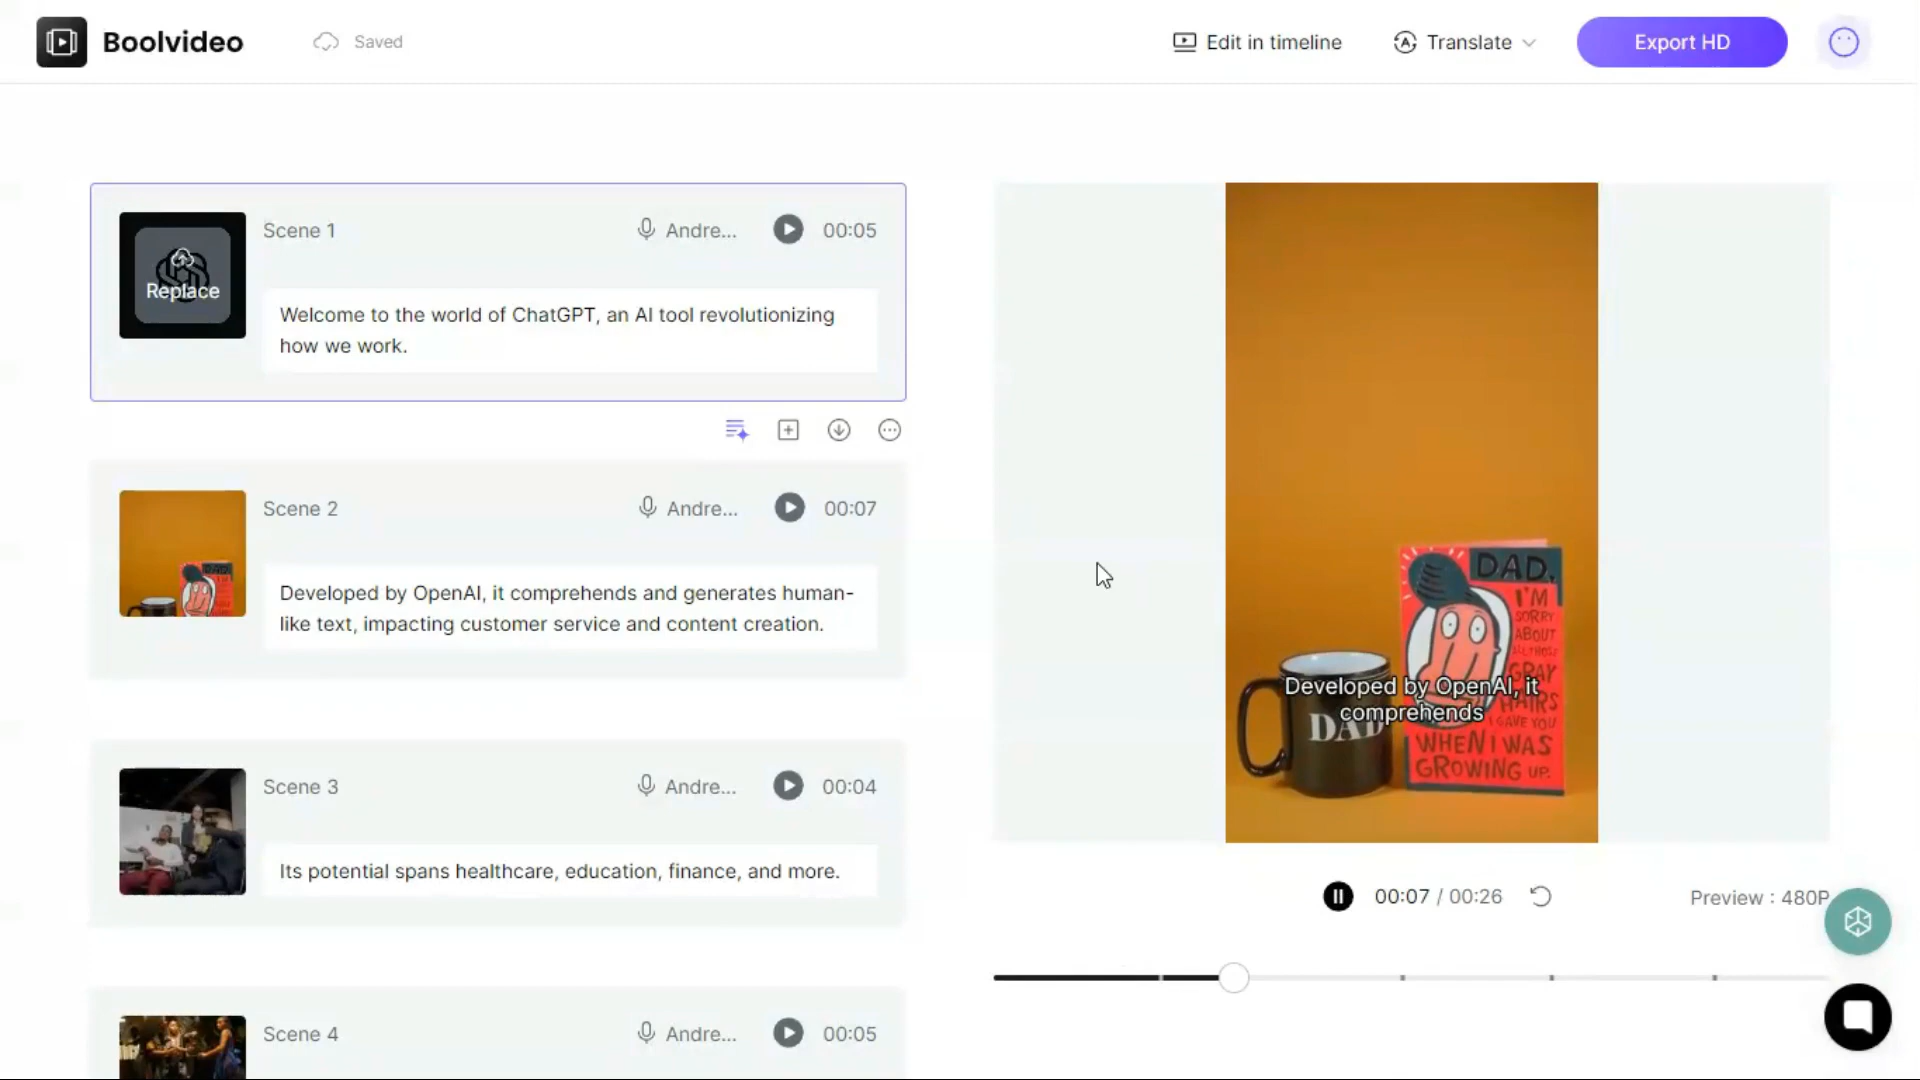 Boolvideo
Saved
Edit in timeline
Translate
Export HD
Scene 1
Andre...
00:05
Replace
Welcome to the world of ChatGPT, an AI tool revolutionizing
how we work.
Scene 2
Andre...
00:07
Developed by OpenAI, it comprehends and generates human-
like text, impacting customer service and content creation.
Scene 3
Andre...
00:04
Its potential spans healthcare, education, finance, and more.
Scene 4
Andre...
00:05
DAD,
I'M
SORRY
ABOUT
ALL THOSE
GRAY
HAIRS
I GAVE YOU
WHEN I WAS
GROWING UP.
DAD
Developed by OpenAI, it
comprehends
00:07 / 00:26
Preview : 480P